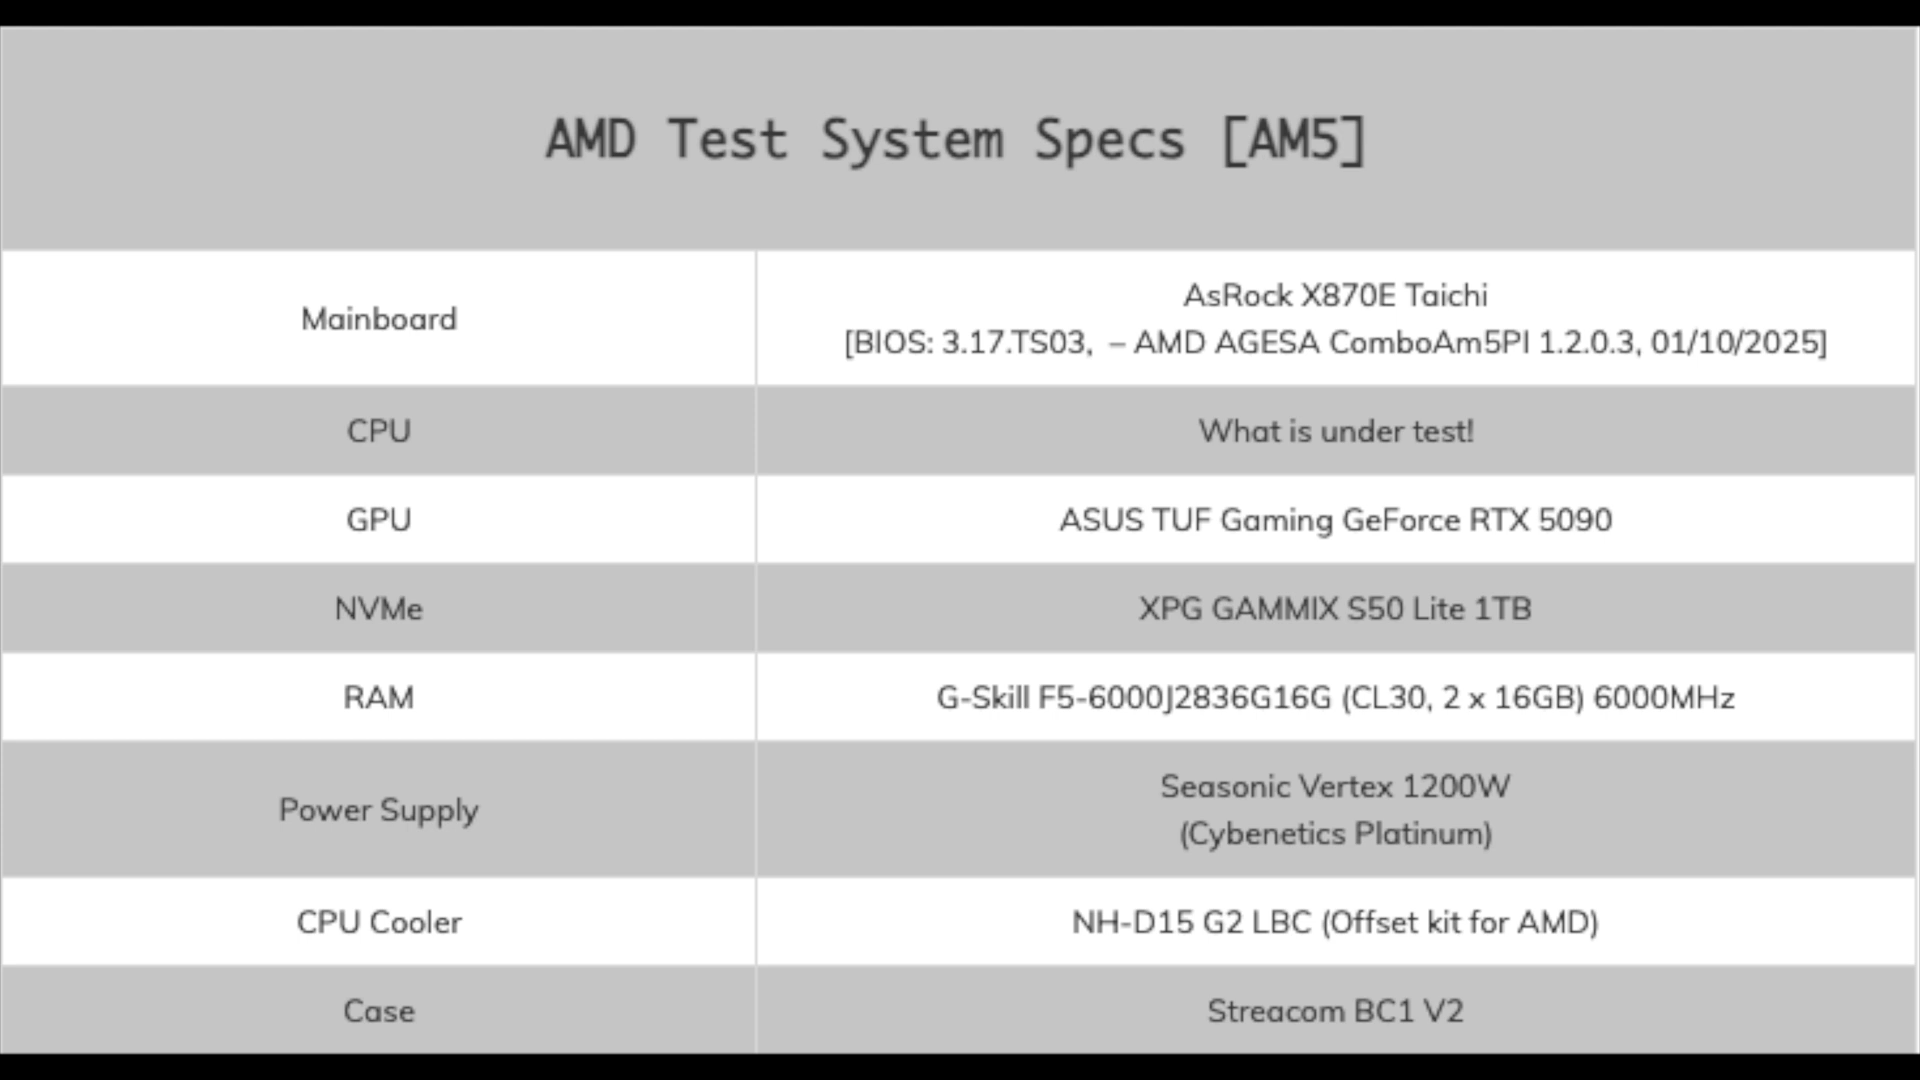 AMD Test System Specs [AM5]
Mainboard
AsRock X870E Taichi
[BIOS: 3.17.TS03,  – AMD AGESA ComboAm5PI 1.2.0.3, 01/10/2025]
CPU
What is under test!
GPU
ASUS TUF Gaming GeForce RTX 5090
NVMe
XPG GAMMIX S50 Lite 1TB
RAM
G-Skill F5-6000J2836G16G (CL30, 2 x 16GB) 6000MHz
Power Supply
Seasonic Vertex 1200W
(Cybenetics Platinum)
CPU Cooler
NH-D15 G2 LBC (Offset kit for AMD)
Case
Streacom BC1 V2